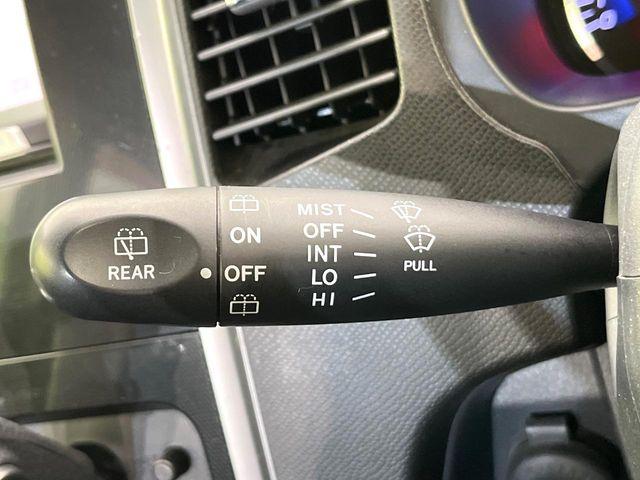 REAR
ON
OFF
MIST
OFF
INT
LO
HI
PULL